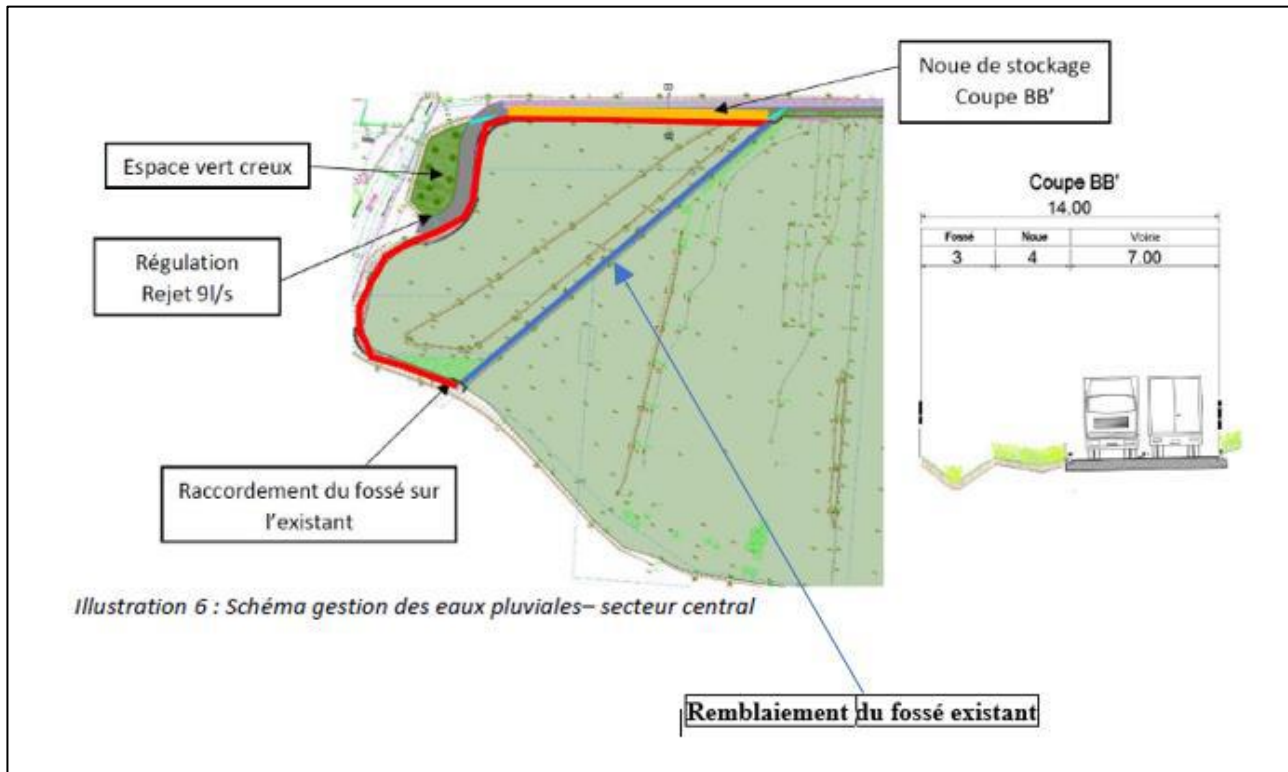 Noue de stockage
Coupe BB'
Espace vert creux
Régulation
Rejet 9l/s
Raccordement du fossé sur
l'existant
Coupe BB'
14.00
Fossé Noue Voirie
3 4 7.00
B
B
Illustration 6 : Schéma gestion des eaux pluviales– secteur central
Remblaiement du fossé existant